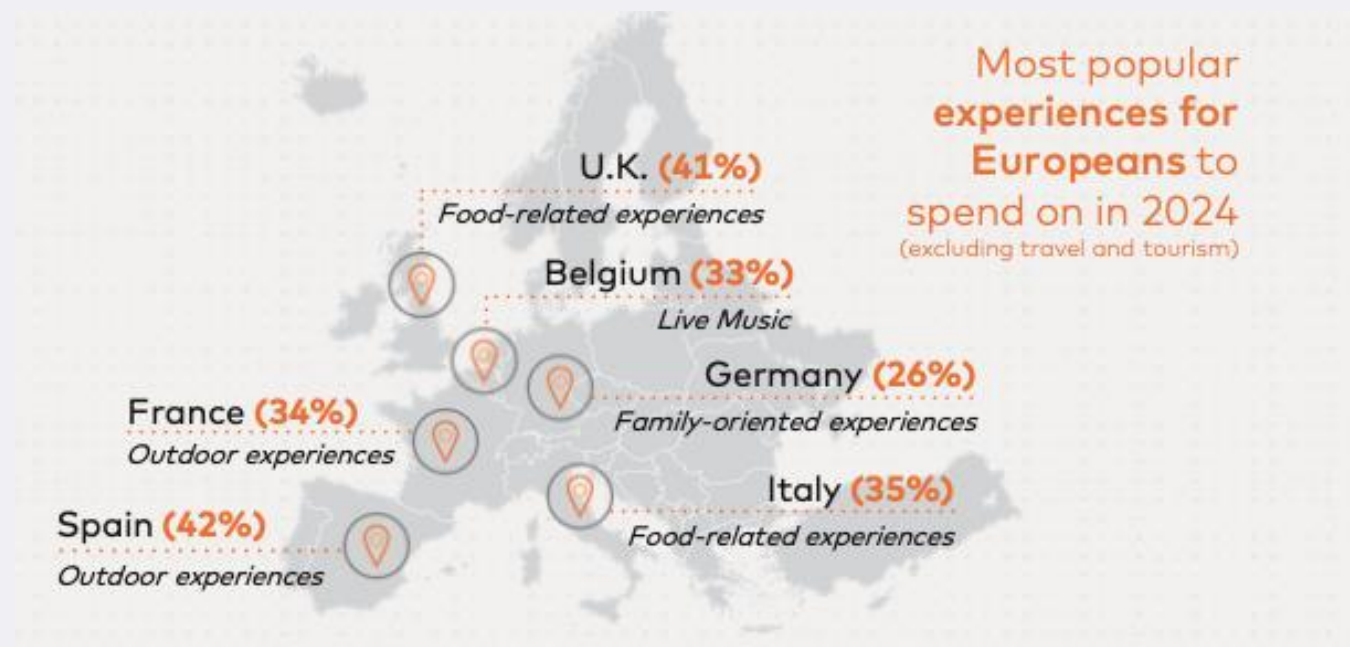 Most popular
experiences for
Europeans to
spend on in 2024
(excluding travel and tourism)
U.K. (41%)
Food-related experiences
Belgium (33%)
Live Music
Germany (26%)
Family-oriented experiences
France (34%)
Outdoor experiences
Italy (35%)
Food-related experiences
Spain (42%)
Outdoor experiences